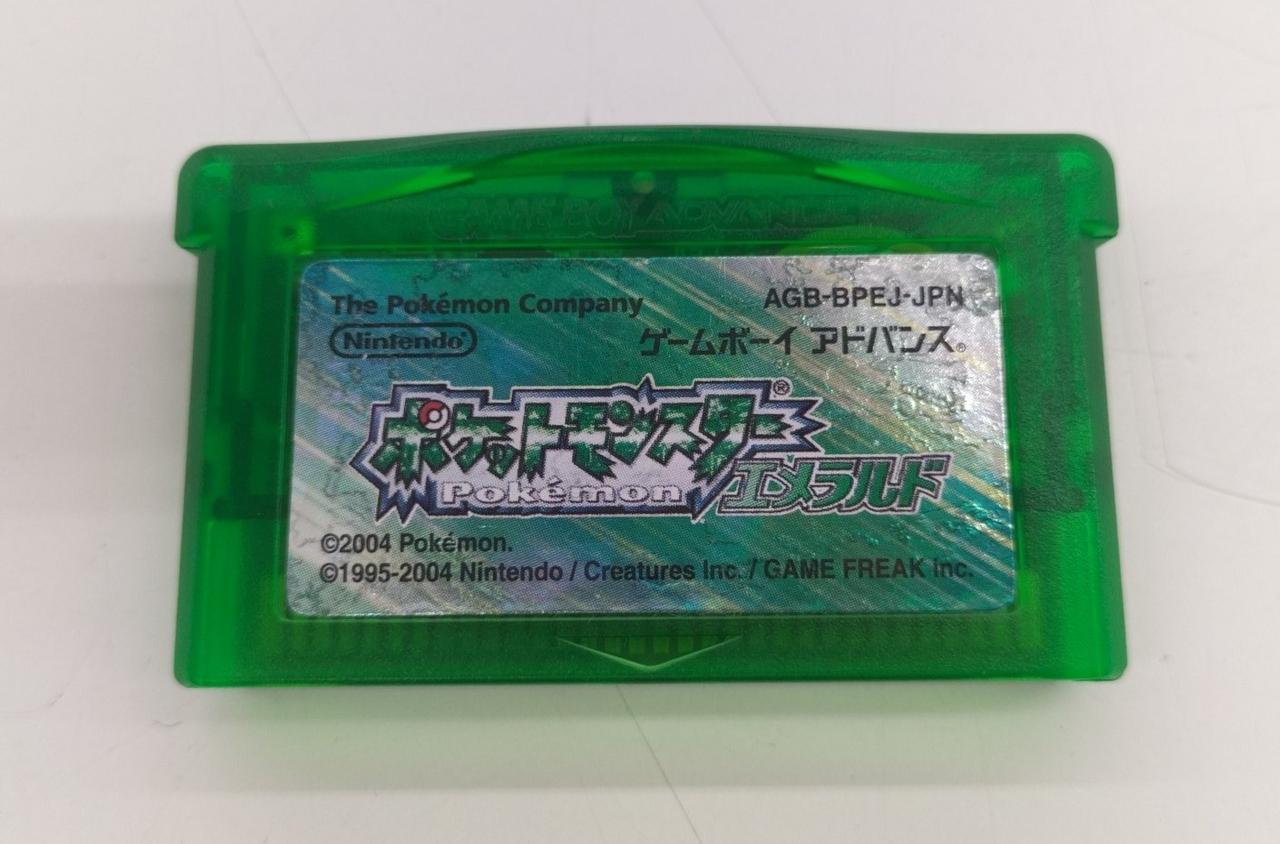 GAME BOY ADVANCE
The Pokémon Company
AGB-BPEJ-JPN
Nintendo®
ゲームボーイ アドバンス®
ポケットモンスター®
Pokémon
エメラルド
©2004 Pokémon.
©1995-2004 Nintendo / Creatures Inc. / GAME FREAK inc.